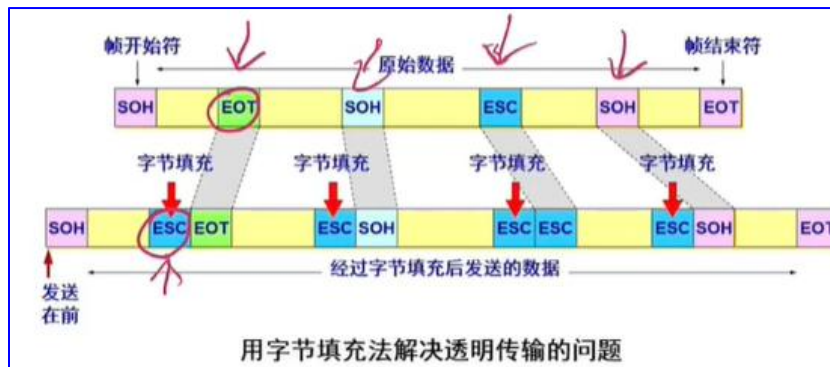 帧开始符 原始数据 帧结束符
SOH EOT SOH ESC SOH EOT
字节填充 字节填充 字节填充 字节填充
SOH ESC EOT ESC SOH ESC ESC ESC SOH EOT
经过字节填充后发送的数据
发送
在前
用字节填充法解决透明传输的问题